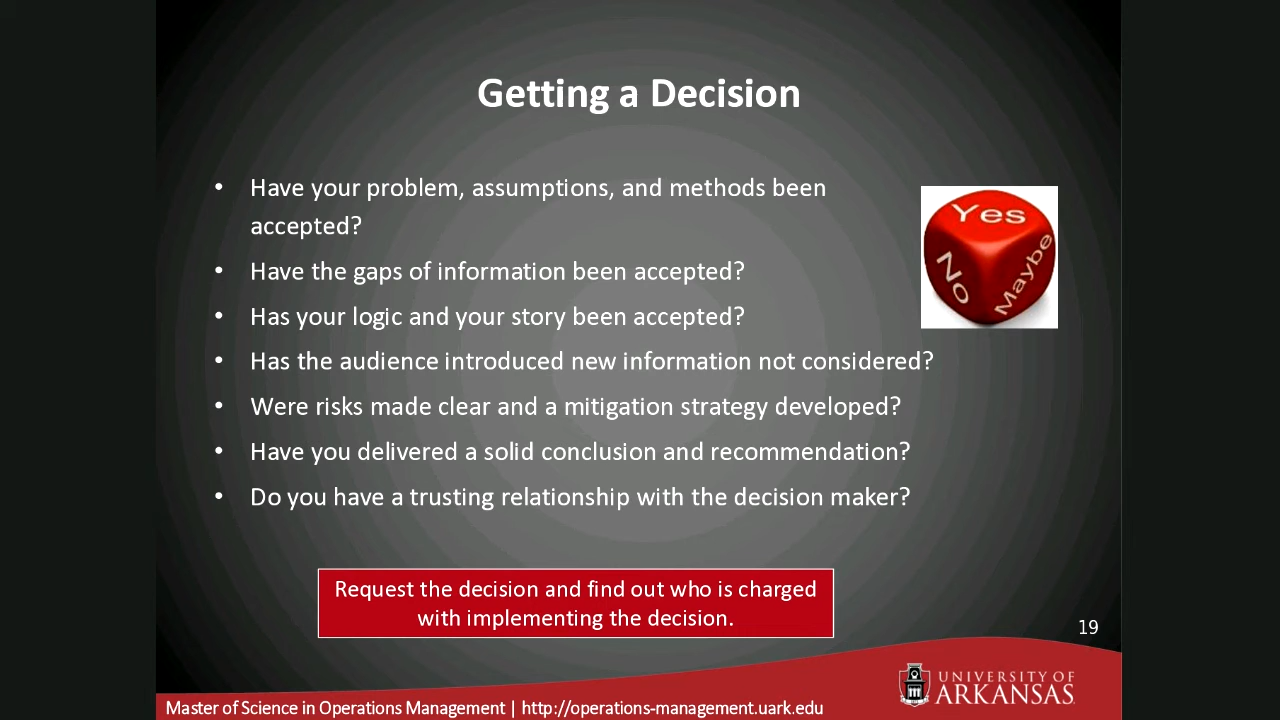 Getting a Decision
• Have your problem, assumptions, and methods been
accepted?
• Have the gaps of information been accepted?
• Has your logic and your story been accepted?
• Has the audience introduced new information not considered?
• Were risks made clear and a mitigation strategy developed?
• Have you delivered a solid conclusion and recommendation?
• Do you have a trusting relationship with the decision maker?
Yes
No
Maybe
Request the decision and find out who is charged
with implementing the decision.
19
UNIVERSITY OF
ARKANSAS
Master of Science in Operations Management | http://operations-management.uark.edu